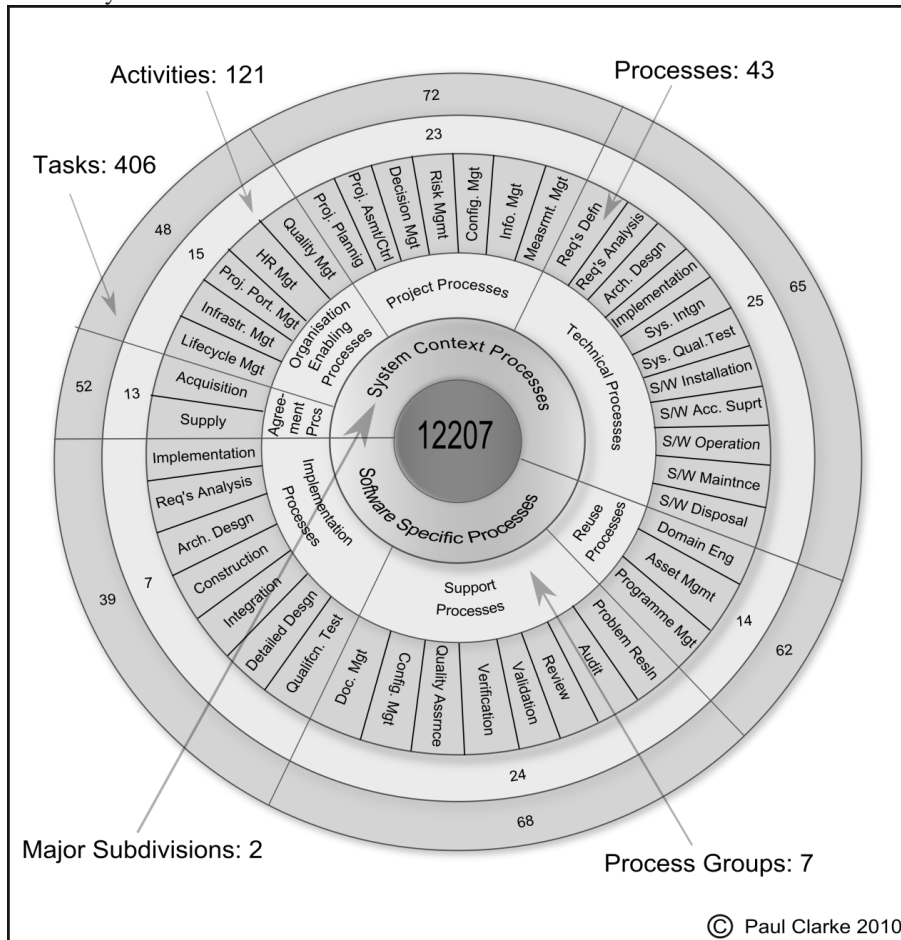 Activities: 121
Processes: 43
Tasks: 406
72
23
48
15
52
13
39
7
65
25
62
14
24
68
Quality Mgt
HR Mgt
Proj. Port. Mgt
Infrastr. Mgt
Lifecycle Mgt
Acquisition
Supply
Proj. Plannig
Proj. Asmt/Ctrl
Decision Mgt
Risk Mgmt
Config. Mgt
Info. Mgt
Measrmt. Mgt
Req's Defn
Req's Analysis
Arch. Desgn
Implementation
Sys. Intgn
Sys. Qual.Test
S/W Installation
S/W Acc. Suprt
S/W Operation
S/W Maintnce
S/W Disposal
Domain Eng
Asset Mgmt
Programme Mgt
Problem Resln
Audit
Review
Validation
Verification
Quality Assrnce
Config. Mgt
Doc. Mgt
Qualifcn. Test
Detailed Desgn
Integration
Construction
Arch. Desgn
Req's Analysis
Implementation
Organisation
Enabling
Processes
Project Processes
Technical Processes
Agree-
ment
Prcs
Implementation
Processes
Support
Processes
Reuse
Processes
System Context Processes
12207
Software Specific Processes
Major Subdivisions: 2
Process Groups: 7
© Paul Clarke 2010